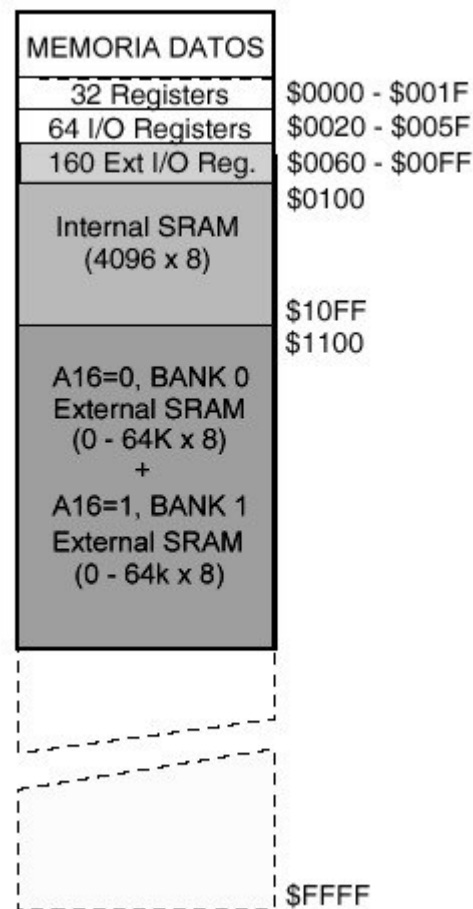 MEMORIA DATOS
32 Registers $0000 - $001F
64 I/O Registers $0020 - $005F
160 Ext I/O Reg. $0060 - $00FF
$0100
Internal SRAM
(4096 x 8)
$10FF
$1100
A16=0, BANK 0
External SRAM
(0 - 64K x 8)
+
A16=1, BANK 1
External SRAM
(0 - 64k x 8)
$FFFF